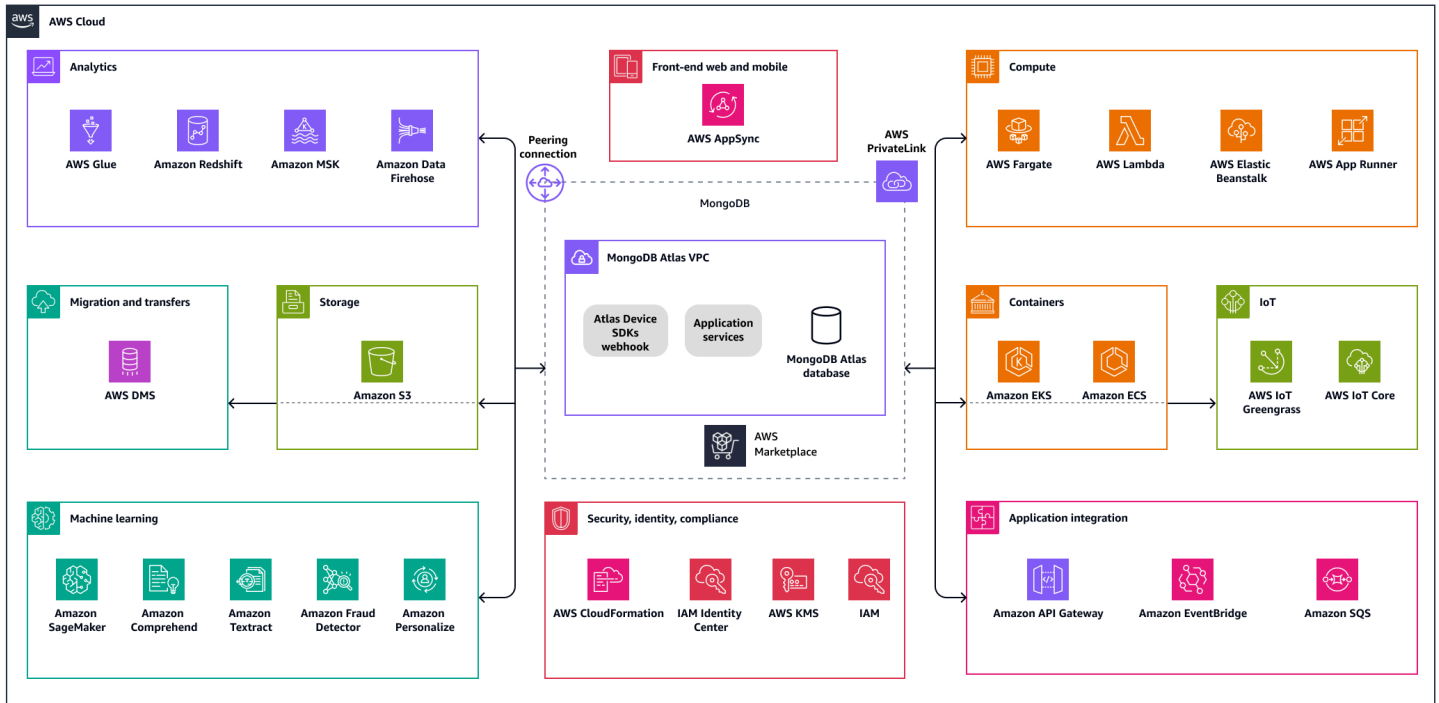 aws
AWS Cloud
Analytics
AWS Glue
Amazon Redshift
Amazon MSK
Amazon Data
Firehose
Peering
connection
Front-end web and mobile
AWS AppSync
AWS
PrivateLink
Compute
AWS Fargate
AWS Lambda
AWS Elastic
Beanstalk
AWS App Runner
MongoDB
MongoDB Atlas VPC
Atlas Device
SDKs
webhook
Application
services
MongoDB Atlas
database
AWS
Marketplace
Migration and transfers
AWS DMS
Storage
Amazon S3
Containers
K
Amazon EKS
Amazon ECS
IoT
AWS IoT
Greengrass
AWS IoT Core
Machine learning
Amazon
SageMaker
Amazon
Comprehend
Amazon
Textract
Amazon Fraud
Detector
Amazon
Personalize
Security, identity, compliance
AWS CloudFormation
IAM Identity
Center
AWS KMS
IAM
Application integration
Amazon API Gateway
Amazon EventBridge
Amazon SQS